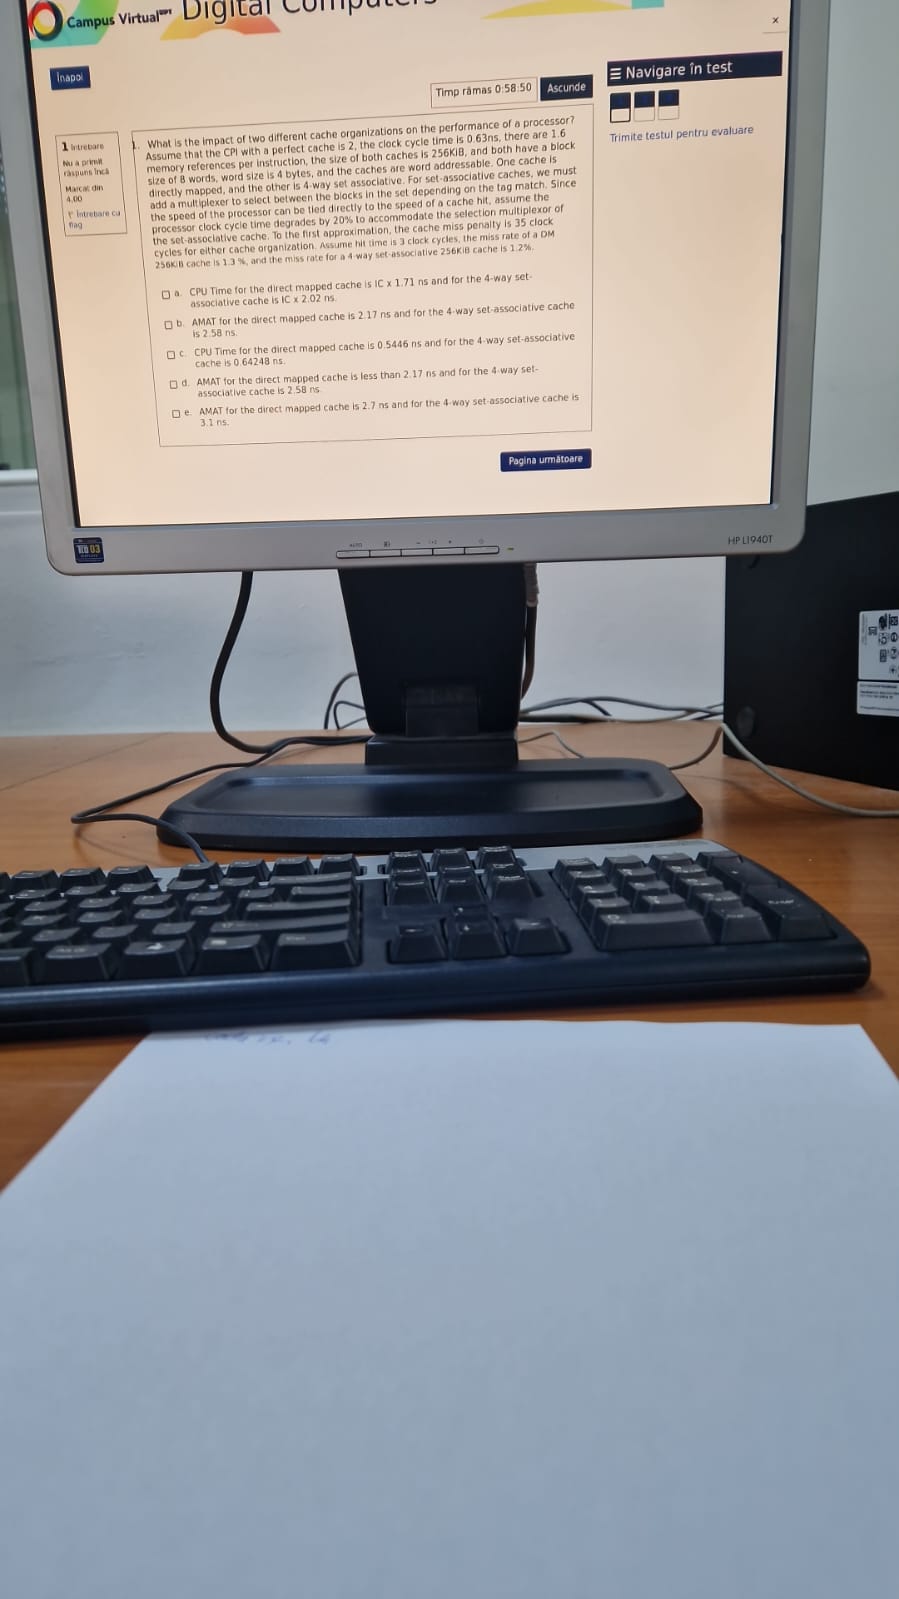 Campus Virtual UPT Digital Computers
Înapoi
Timp rămas 0:58:50 Ascunde
1 Întrebare
Nu a primit
răspuns încă
Marcat din
4,00
Întrebare cu
flag
1. What is the impact of two different cache organizations on the performance of a processor?
Assume that the CPI with a perfect cache is 2, the clock cycle time is 0.63ns, there are 1.6
memory references per instruction, the size of both caches is 256KiB, and both have a block
size of 8 words, word size is 4 bytes, and the caches are word addressable. One cache is
directly mapped, and the other is 4-way set associative. For set-associative caches, we must
add a multiplexer to select between the blocks in the set depending on the tag match. Since
the speed of the processor can be tied directly to the speed of a cache hit, assume the
processor clock cycle time degrades by 20% to accommodate the selection multiplexor of
the set-associative cache. To the first approximation, the cache miss penalty is 35 clock
cycles for either cache organization. Assume hit time is 3 clock cycles, the miss rate of a DM
256KiB cache is 1.3 %, and the miss rate for a 4-way set-associative 256KiB cache is 1.2%.
a. CPU Time for the direct mapped cache is IC x 1.71 ns and for the 4-way set-
associative cache is IC x 2.02 ns.
b. AMAT for the direct mapped cache is 2.17 ns and for the 4-way set-associative cache
is 2.58 ns.
c. CPU Time for the direct mapped cache is 0.5446 ns and for the 4-way set-associative
cache is 0.64248 ns.
d. AMAT for the direct mapped cache is less than 2.17 ns and for the 4-way set-
associative cache is 2.58 ns.
e. AMAT for the direct mapped cache is 2.7 ns and for the 4-way set-associative cache is
3.1 ns.
Pagina următoare
× 
Navigare în test
Trimite testul pentru evaluare
TCO 03
AUTO
HP L1940T